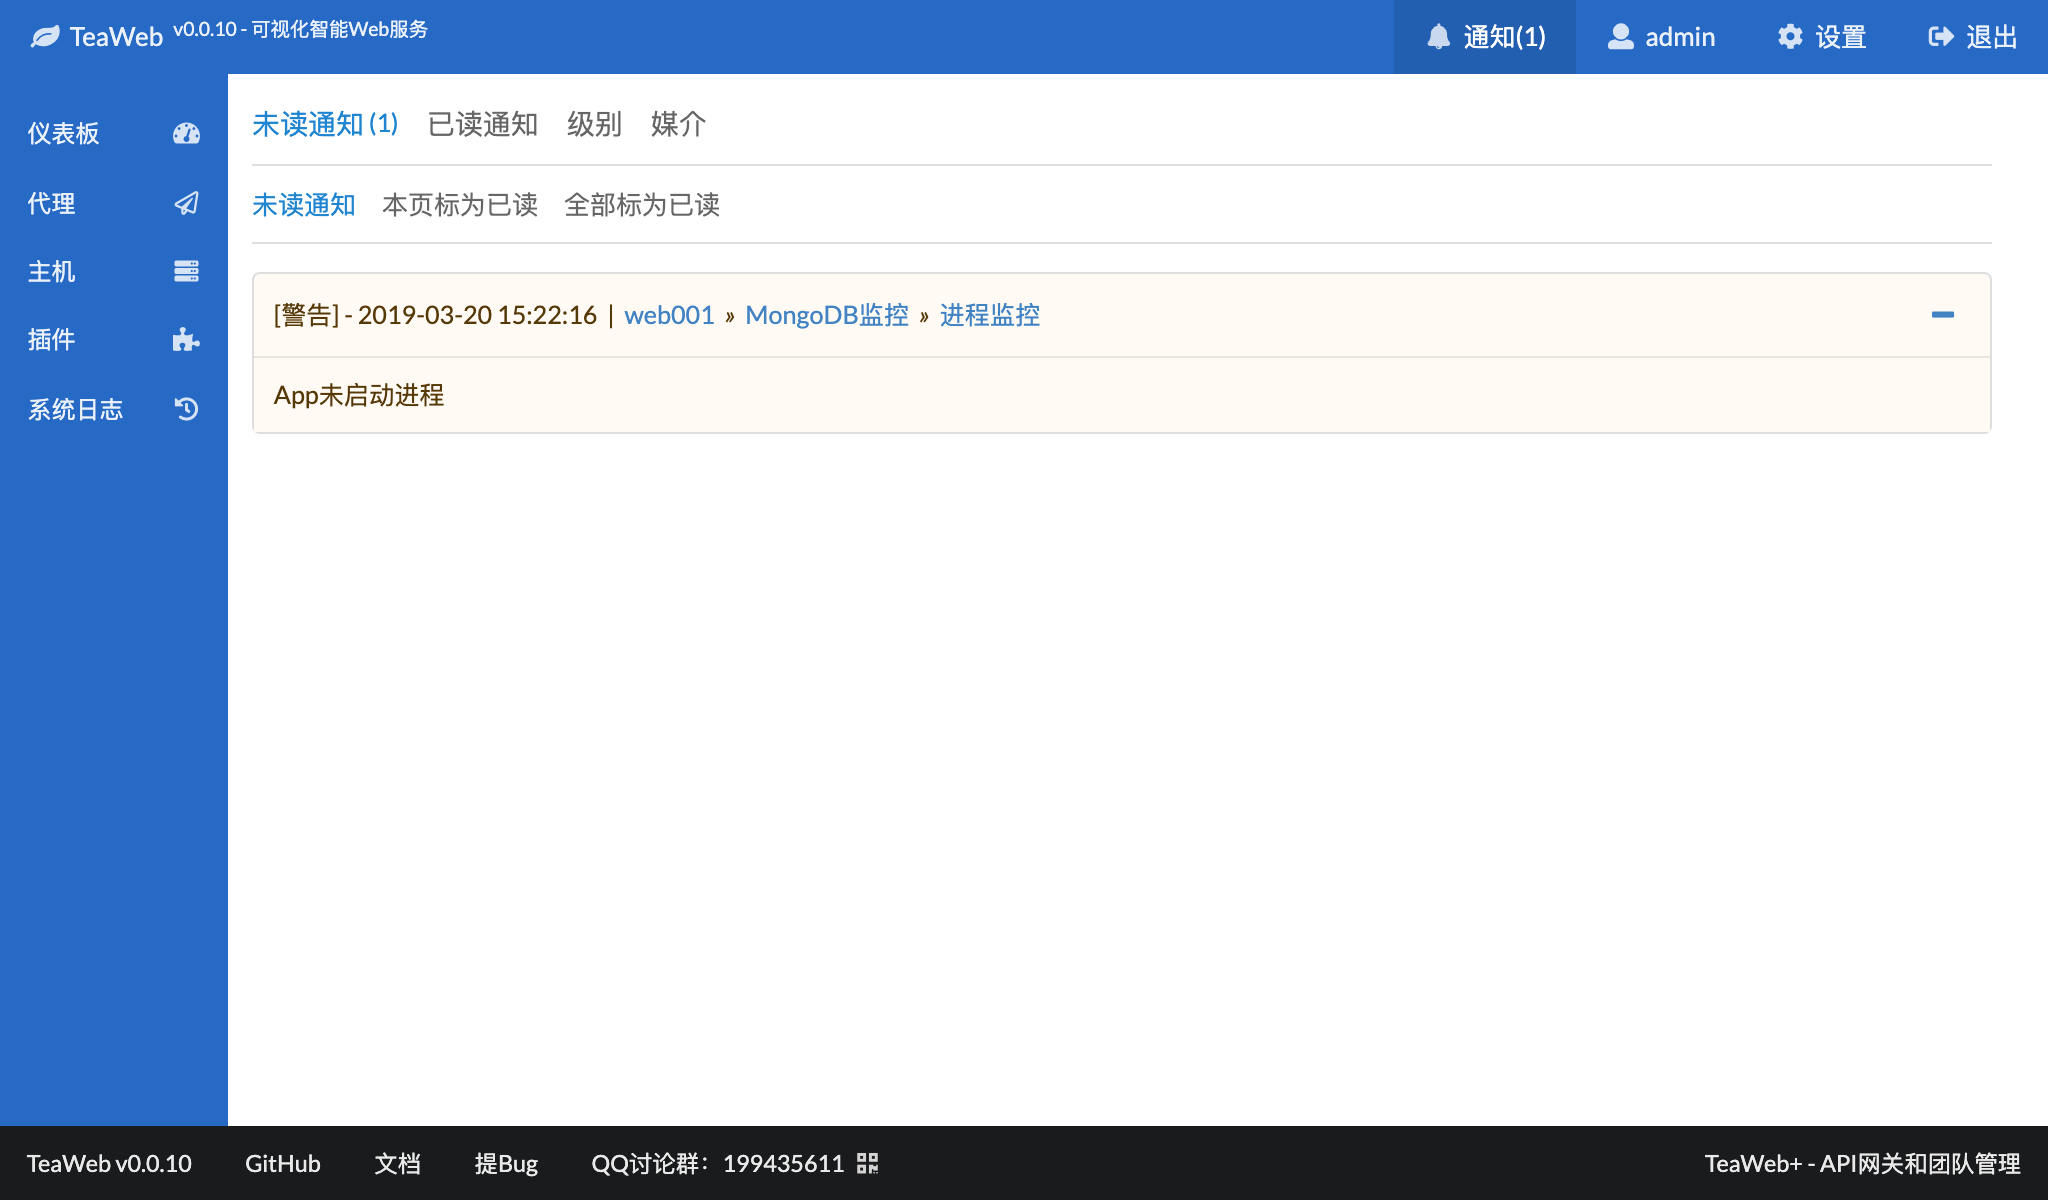 TeaWeb v0.0.10 - 可视化智能Web服务
通知(1)
admin
设置
退出
仪表板
代理
主机
插件
系统日志
未读通知(1) 已读通知 级别 媒介
未读通知 本页标为已读 全部标为已读
[警告] - 2019-03-20 15:22:16 | web001 » MongoDB监控 » 进程监控
App未启动进程
TeaWeb v0.0.10 GitHub 文档 提Bug QQ讨论群：199435611
TeaWeb+ - API网关和团队管理